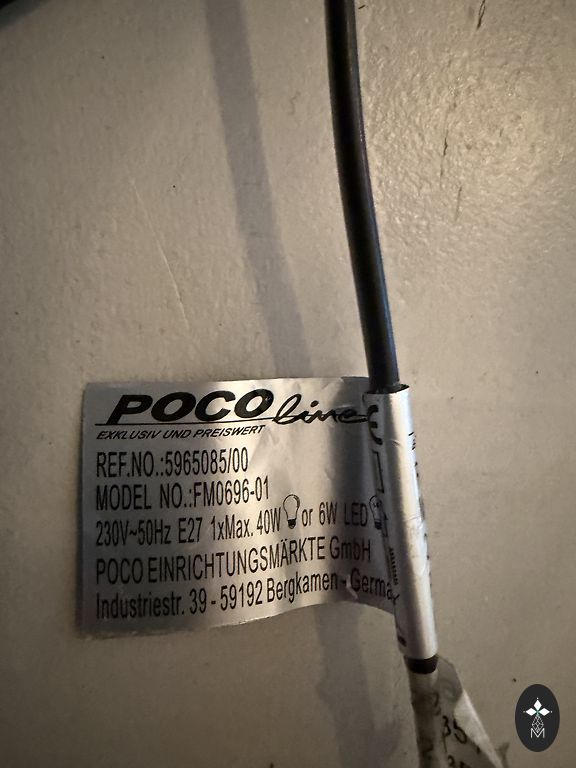 POCO line
EXKLUSIV UND PREISWERT
REF.NO.:5965085/00
MODEL NO.:FM0696-01
230V~50Hz E27 1xMax. 40W or 6W LED
POCO EINRICHTUNGSMÄRKTE GmbH
Industriestr. 39 - 59192 Bergkamen - Germa
M